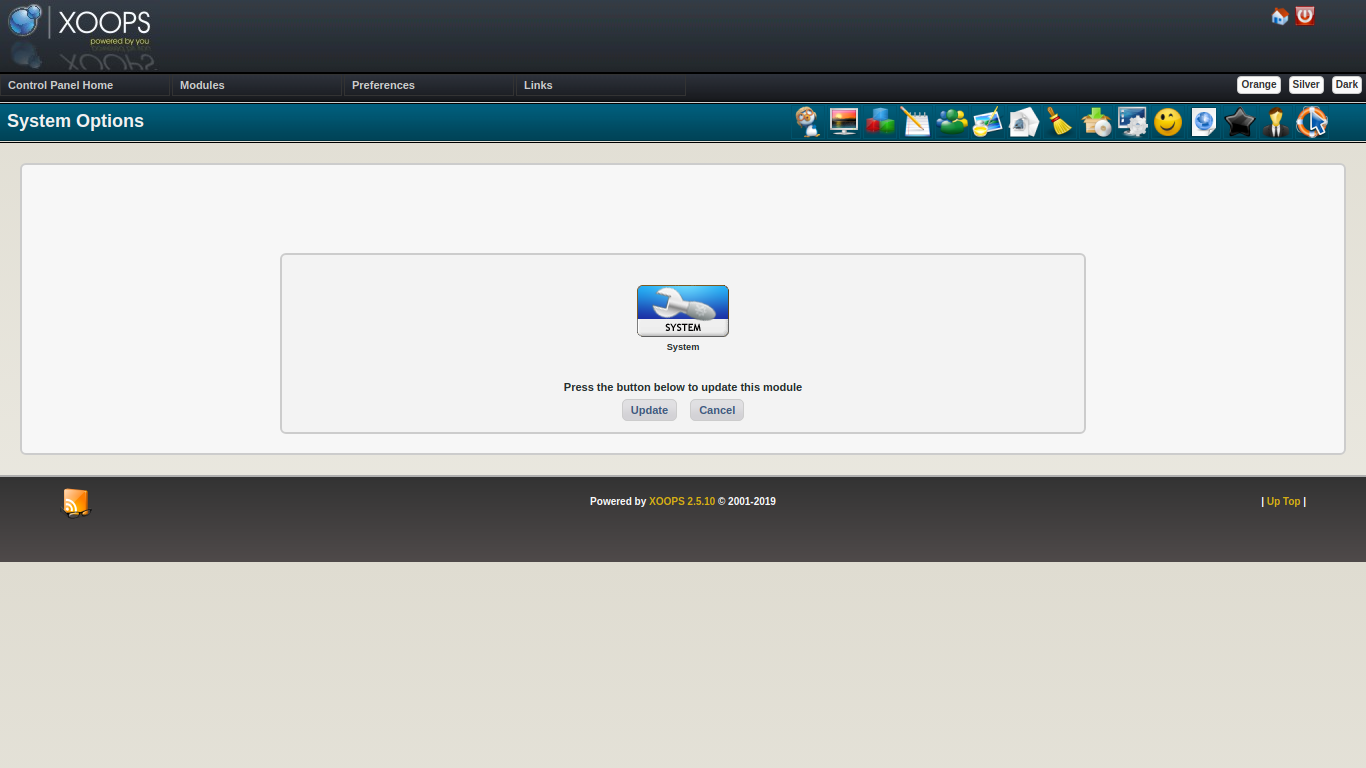 XOOPS
powered by you
Control Panel Home
Modules
Preferences
Links
Orange
Silver
Dark
System Options
SYSTEM
System
Press the button below to update this module
Update
Cancel
Powered by XOOPS 2.5.10 © 2001-2019
| Up Top |